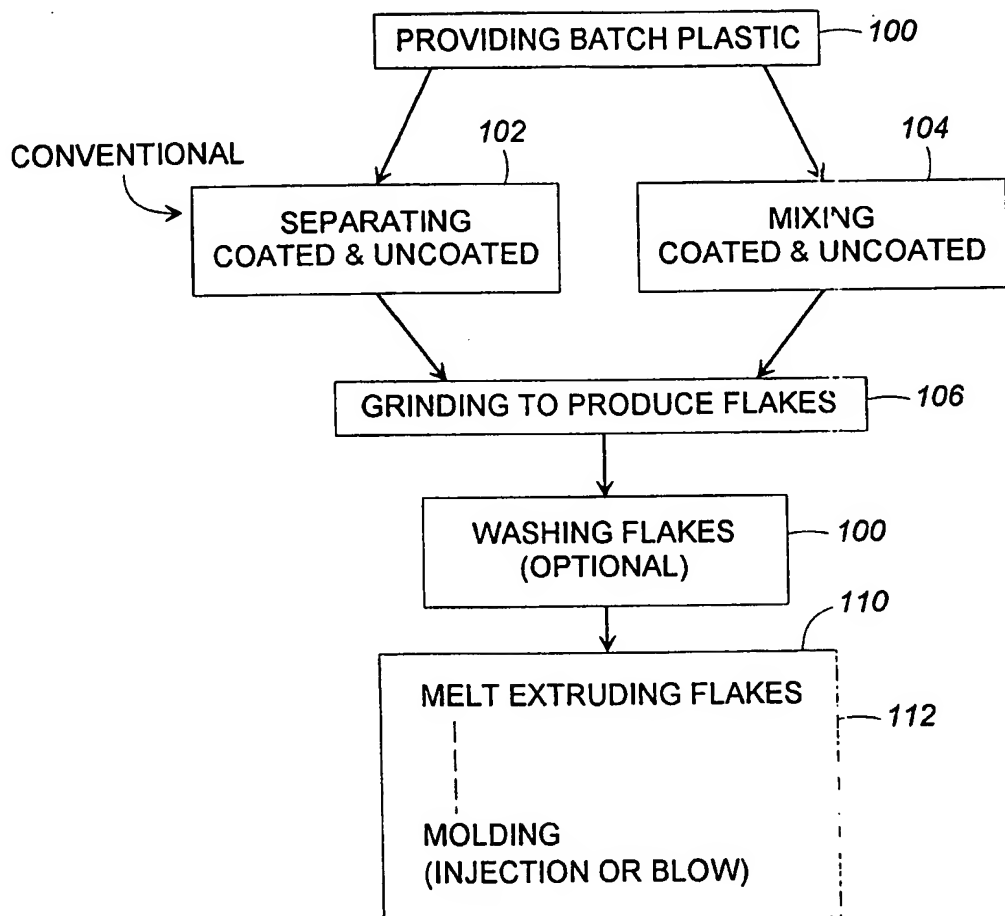 PROVIDING BATCH PLASTIC
100
CONVENTIONAL
102
104
SEPARATING
COATED & UNCOATED
MIXING
COATED & UNCOATED
GRINDING TO PRODUCE FLAKES
106
WASHING FLAKES
(OPTIONAL)
100
110
MELT EXTRUDING FLAKES
112
MOLDING
(INJECTION OR BLOW)